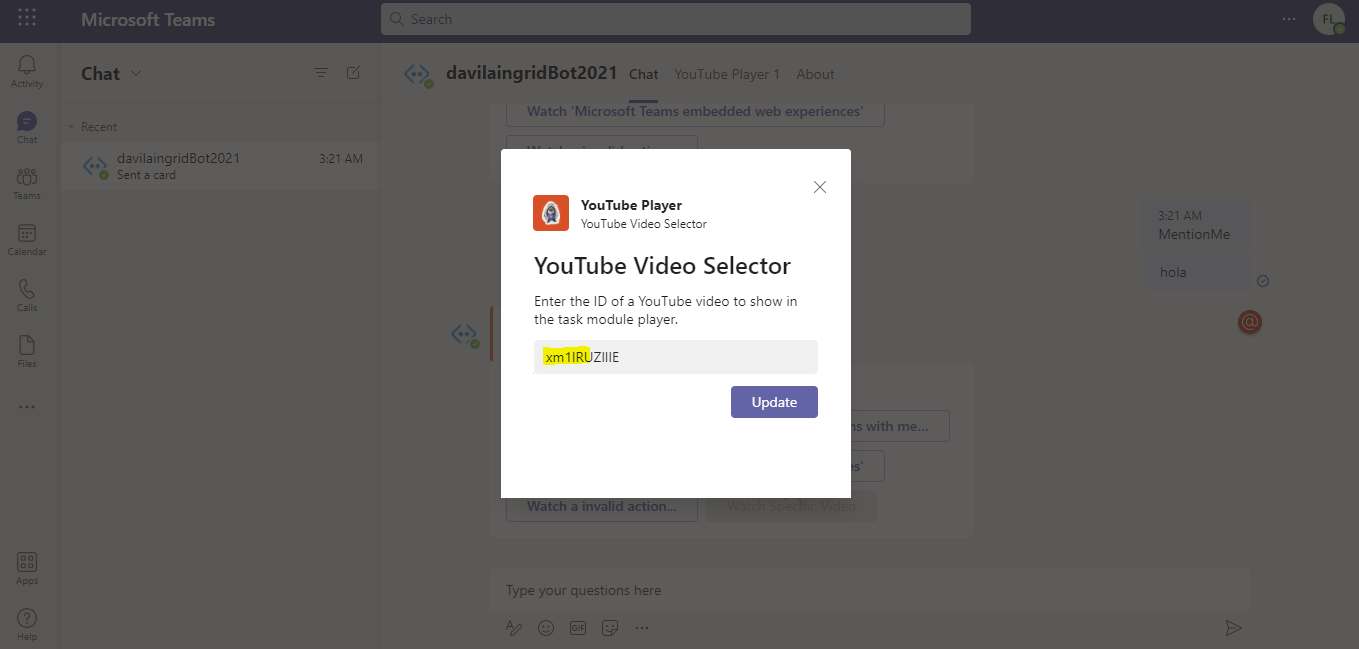 Microsoft Teams
Search
FL
Activity
Chat
Teams
Calendar
Calls
Files
Apps
Help
Chat
Recent
davilaingridBot2021
3:21 AM
Sent a card
davilaingridBot2021
Chat
YouTube Player 1
About
Watch 'Microsoft Teams embedded web experiences'
3:21 AM
MentionMe
hola
YouTube Player
YouTube Video Selector
YouTube Video Selector
Enter the ID of a YouTube video to show in
the task module player.
xm1IRUZIIIE
Update
with me...
Watch a invalid action...
Watch Specific Video
Type your questions here
GIF